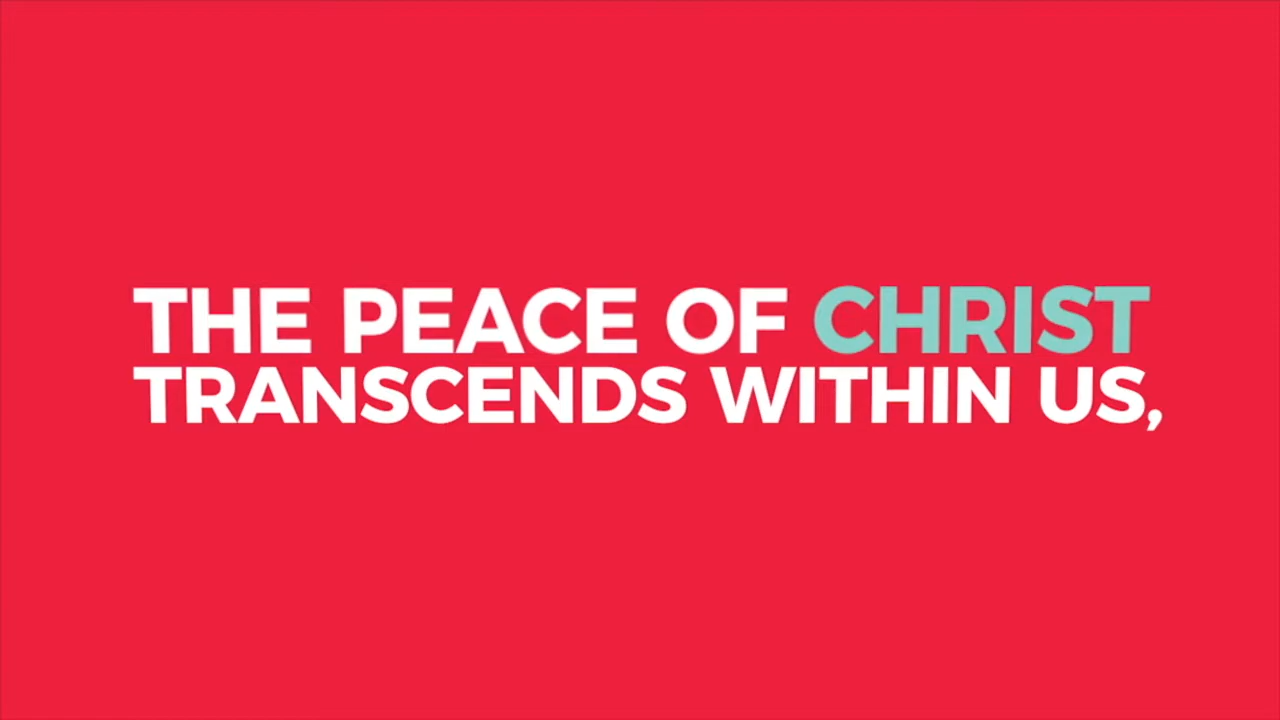 THE PEACE OF CHRIST
TRANSCENDS WITHIN US,